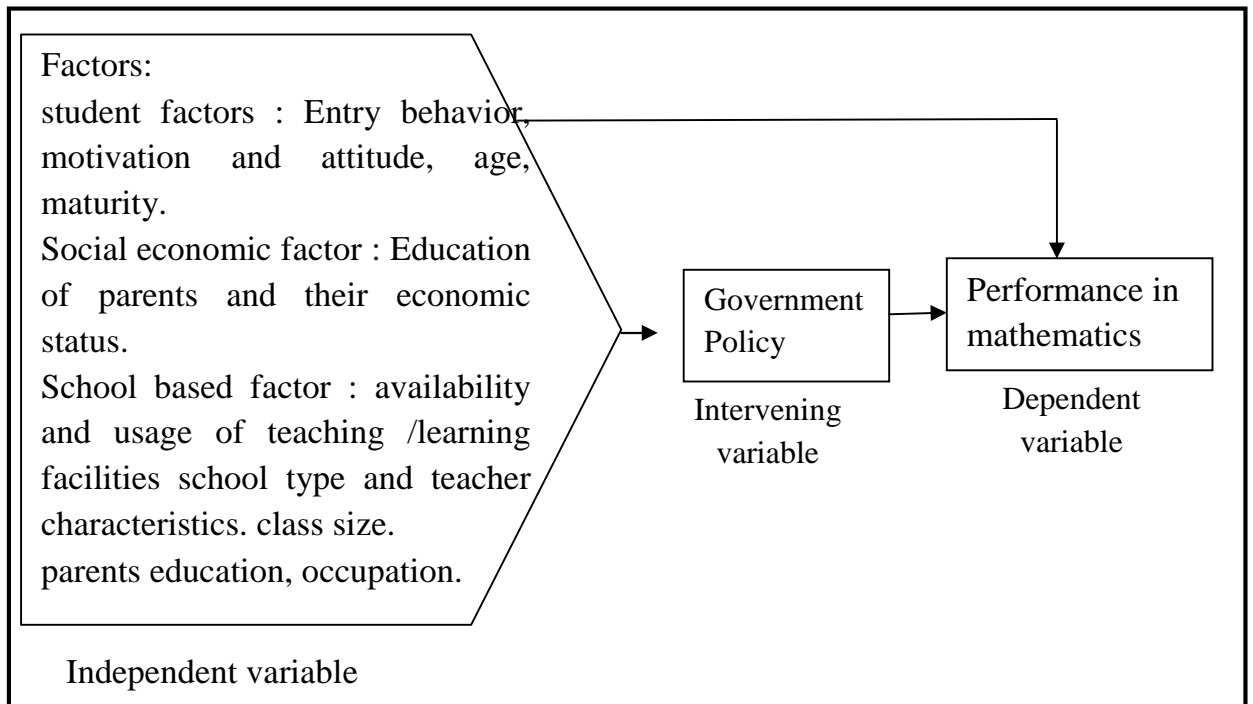 Factors:
student factors : Entry behavior,
motivation and attitude, age,
maturity.
Social economic factor : Education
of parents and their economic
status.
School based factor : availability
and usage of teaching /learning
facilities school type and teacher
characteristics. class size.
parents education, occupation.
Independent variable
Government
Policy
Intervening
variable
Performance in
mathematics
Dependent
variable